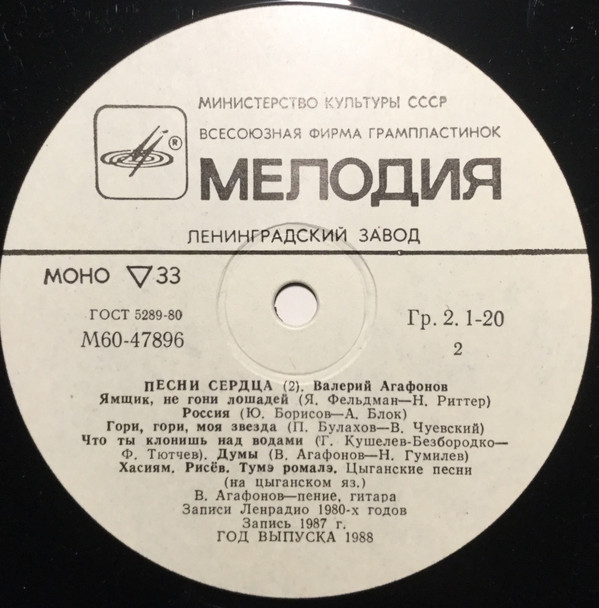 МИНИСТЕРСТВО КУЛЬТУРЫ СССР
ВСЕСОЮЗНАЯ ФИРМА ГРАМПЛАСТИНОК
®
МЕЛОДИЯ
ЛЕНИНГРАДСКИЙ ЗАВОД
МОНО ▽33
ГОСТ 5289-80
М60-47896
Гр. 2. 1-20
2
ПЕСНИ СЕРДЦА (2). Валерий Агафонов
Ямщик, не гони лошадей (Я. Фельдман—Н. Риттер)
Россия (Ю. Борисов—А. Блок)
Гори, гори, моя звезда (П. Булахов—В. Чуевский)
Что ты клонишь над водами (Г. Кушелев-Безбородко—
Ф. Тютчев). Думы (В. Агафонов—Н. Гумилев)
Хасиям. Рисёв. Тумэ ромалэ. Цыганские песни
(на цыганском яз.)
В. Агафонов—пение, гитара
Записи Ленрадио 1980-х годов
Запись 1987 г.
ГОД ВЫПУСКА 1988